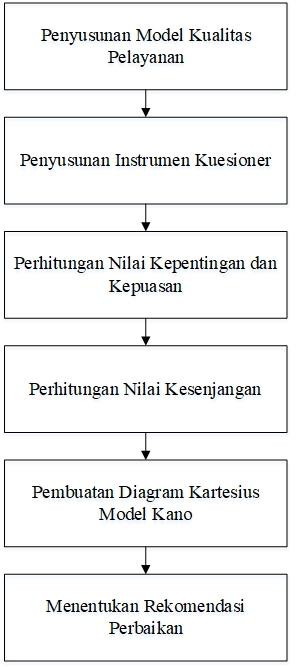 Penyusunan Model Kualitas
Pelayanan
Penyusunan Instrumen Kuesioner
Perhitungan Nilai Kepentingan dan
Kepuasan
Perhitungan Nilai Kesenjangan
Pembuatan Diagram Kartesius
Model Kano
Menentukan Rekomendasi
Perbaikan